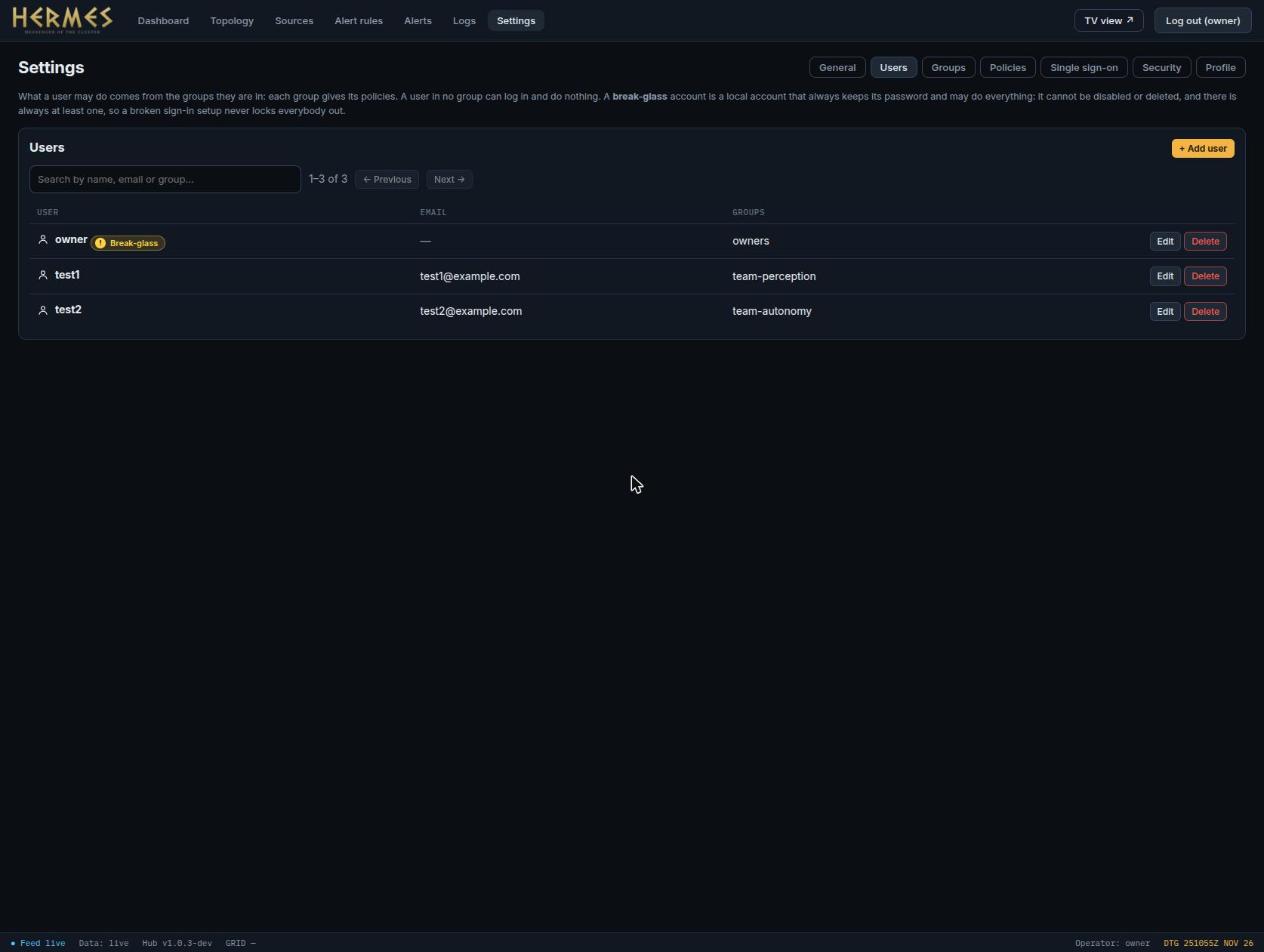 HERMES
MESSENGER OF THE CLUSTER
Dashboard Topology Sources Alert rules Alerts Logs Settings
TV view ↗ Log out (owner)
Settings
General Users Groups Policies Single sign-on Security Profile
What a user may do comes from the groups they are in: each group gives its policies. A user in no group can log in and do nothing. A break-glass account is a local account that always keeps its password and may do everything: it cannot be disabled or deleted, and there is
always at least one, so a broken sign-in setup never locks everybody out.
Users
+ Add user
Search by name, email or group...
1–3 of 3 ← Previous Next →
USER EMAIL GROUPS
owner ! Break-glass — owners Edit Delete
test1 test1@example.com team-perception Edit Delete
test2 test2@example.com team-autonomy Edit Delete
● Feed live Data: live Hub v1.0.3-dev GRID — Operator: owner DTG 251055Z NOV 26